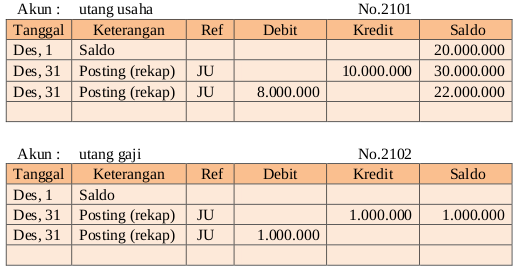 Akun : utang usaha No.2101
Tanggal Keterangan Ref Debit Kredit Saldo
Des, 1 Saldo 20.000.000
Des, 31 Posting (rekap) JU 10.000.000 30.000.000
Des, 31 Posting (rekap) JU 8.000.000 22.000.000
Akun : utang gaji No.2102
Tanggal Keterangan Ref Debit Kredit Saldo
Des, 1 Saldo
Des, 31 Posting (rekap) JU 1.000.000 1.000.000
Des, 31 Posting (rekap) JU 1.000.000